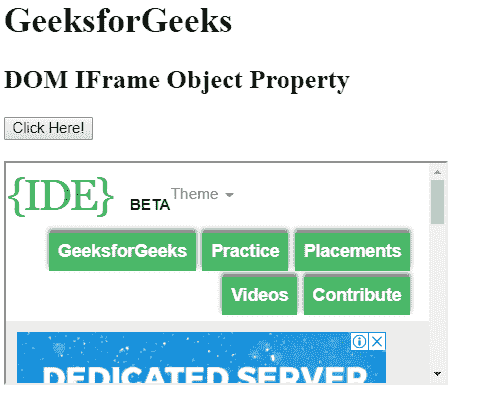 GeeksforGeeks
DOM IFrame Object Property
Click Here!
{IDE} BETA Theme
GeeksforGeeks Practice Placements
Videos Contribute
DEDICATED SERVER